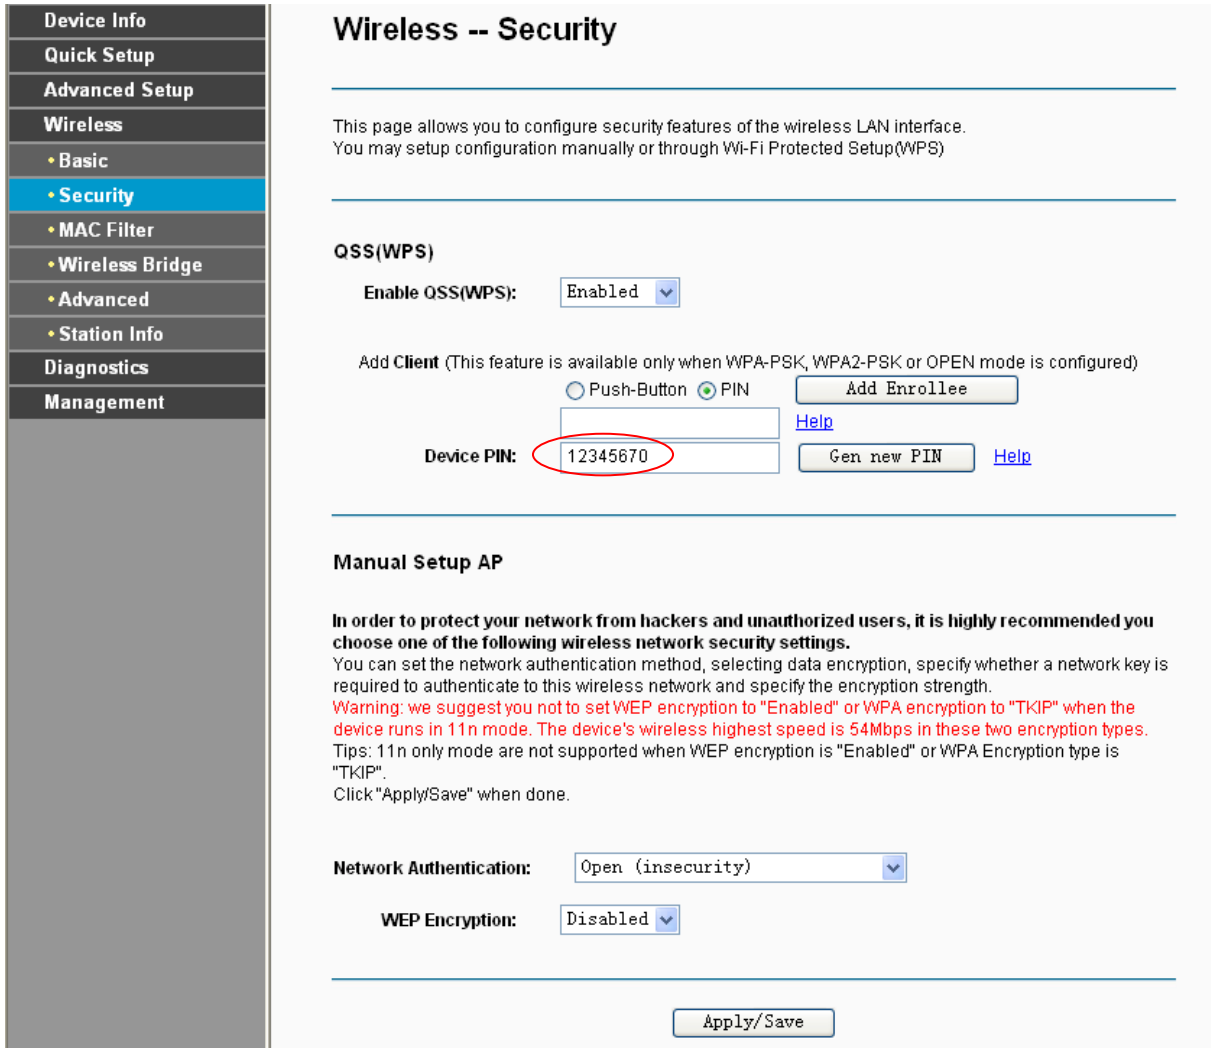 Device Info
Quick Setup
Advanced Setup
Wireless
Basic
Security
MAC Filter
Wireless Bridge
Advanced
Station Info
Diagnostics
Management
Wireless -- Security
This page allows you to configure security features of the wireless LAN interface.
You may setup configuration manually or through Wi-Fi Protected Setup(WPS)
QSS(WPS)
Enable QSS(WPS): Enabled
Add Client (This feature is available only when WPA-PSK, WPA2-PSK or OPEN mode is configured)
Push-Button PIN Add Enrollee
Help
Device PIN: 12345670 Gen new PIN Help
Manual Setup AP
In order to protect your network from hackers and unauthorized users, it is highly recommended you
choose one of the following wireless network security settings.
You can set the network authentication method, selecting data encryption, specify whether a network key is
required to authenticate to this wireless network and specify the encryption strength.
Warning: we suggest you not to set WEP encryption to "Enabled" or WPA encryption to "TKIP" when the
device runs in 11n mode. The device's wireless highest speed is 54Mbps in these two encryption types.
Tips: 11n only mode are not supported when WEP encryption is "Enabled" or WPA Encryption type is
"TKIP".
Click "Apply/Save" when done.
Network Authentication: Open (insecurity)
WEP Encryption: Disabled
Apply/Save